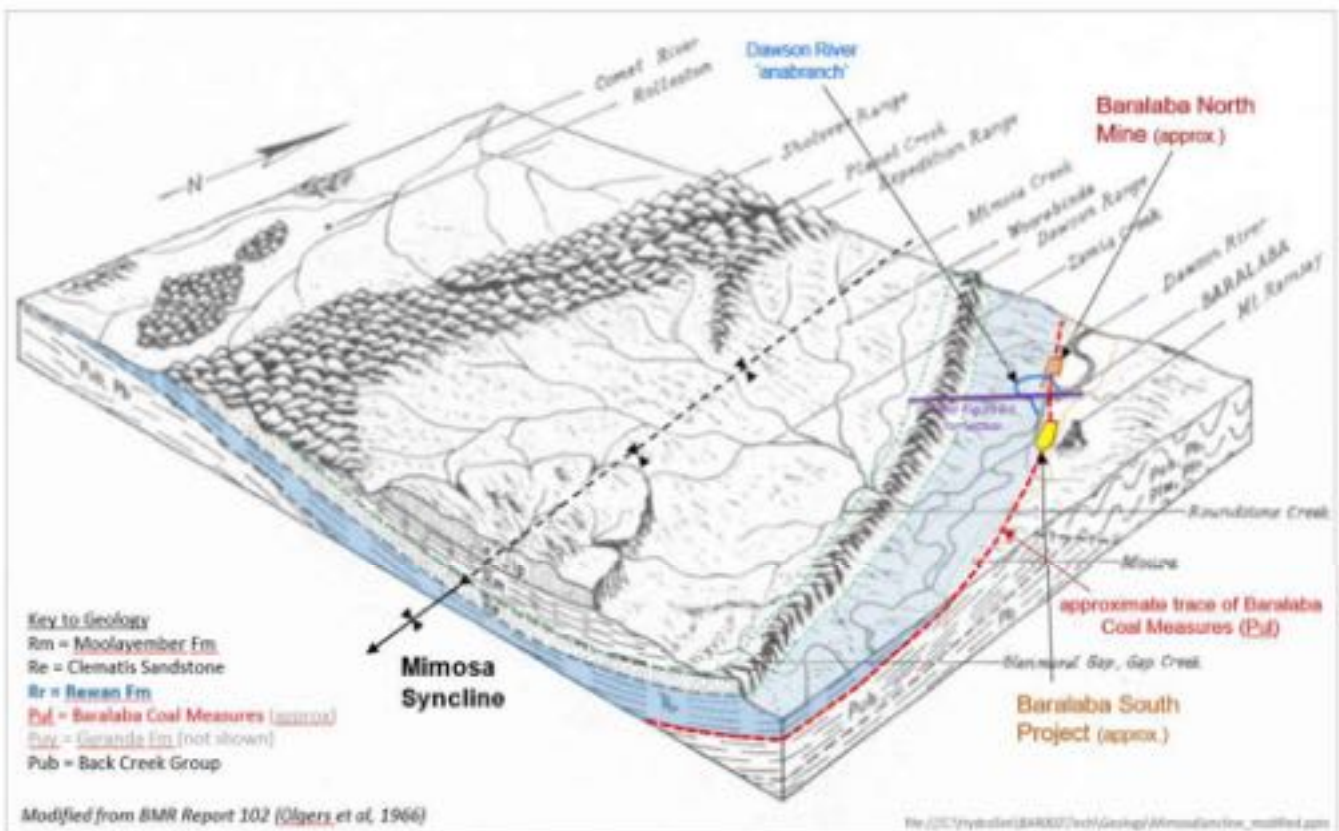 Comet River
Rolleston
Dawson River
'anabranch'
Baralaba North
Mine (approx.)
N
Range
Planet Creek
Expedition Range
Mimosa Creek
Woorabinda
Dawson Range
Zamia Creek
Dawson River
BARALABA
Mt Ramsay
Roundstone Creek
Moura
approximate trace of Baralaba
Coal Measures (Pul)
Gap, Gap Creek
Baralaba South
Project (approx.)
Pub
Mimosa
Syncline
Key to Geology
Rm = Moolayember Fm
Re = Clematis Sandstone
Rr = Rewan Fm
Pul = Baralaba Coal Measures (approx)
Puy = Gyranda Fm (not shown)
Pub = Back Creek Group
Modified from BMR Report 102 (Olgers et al, 1966)